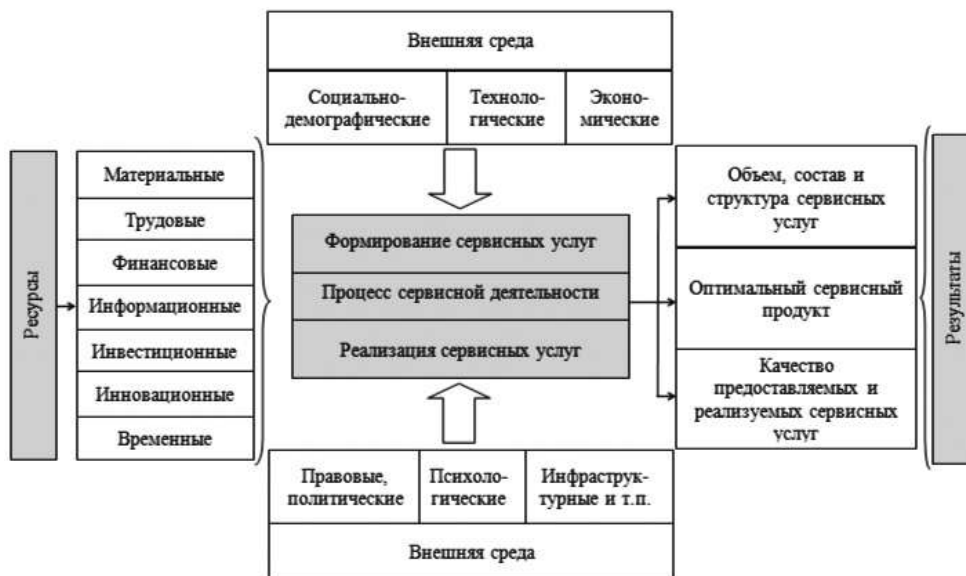 Внешняя среда
Социально-
демографические
Техноло-
гические
Эконо-
мические
Ресурсы
Материальные
Трудовые
Финансовые
Информационные
Инвестиционные
Инновационные
Временные
Формирование сервисных услуг
Процесс сервисной деятельности
Реализация сервисных услуг
Объем, состав и
структура сервисных
услуг
Оптимальный сервисный
продукт
Качество
предоставляемых и
реализуемых сервисных
услуг
Результаты
Правовые,
политические
Психоло-
гические
Инфраструк-
турные и т.п.
Внешняя среда